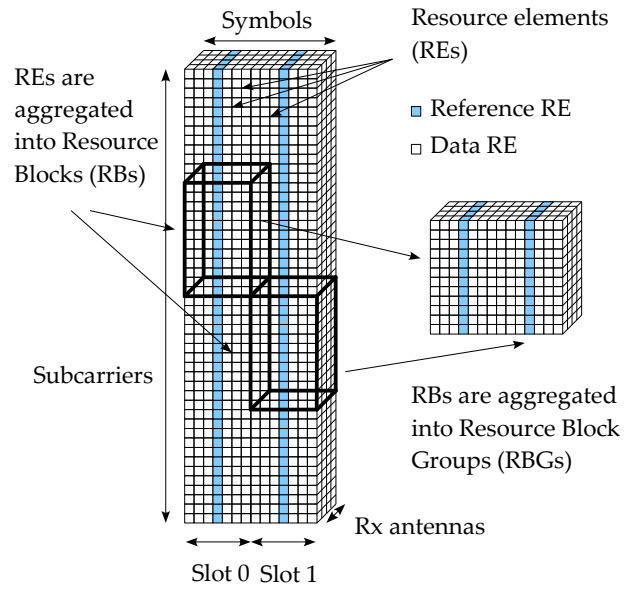 Symbols
Resource elements
(REs)
REs are
aggregated
into Resource
Blocks (RBs)
Reference RE
Data RE
Subcarriers
RBs are aggregated
into Resource Block
Groups (RBGs)
Rx antennas
Slot 0 Slot 1